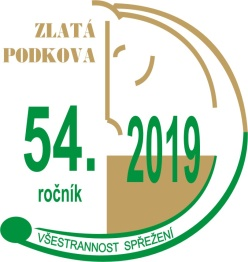 ZLATÁ
PODKOVA
54.
2019
ročník
VŠESTRANNOST SPŘEŽENÍ